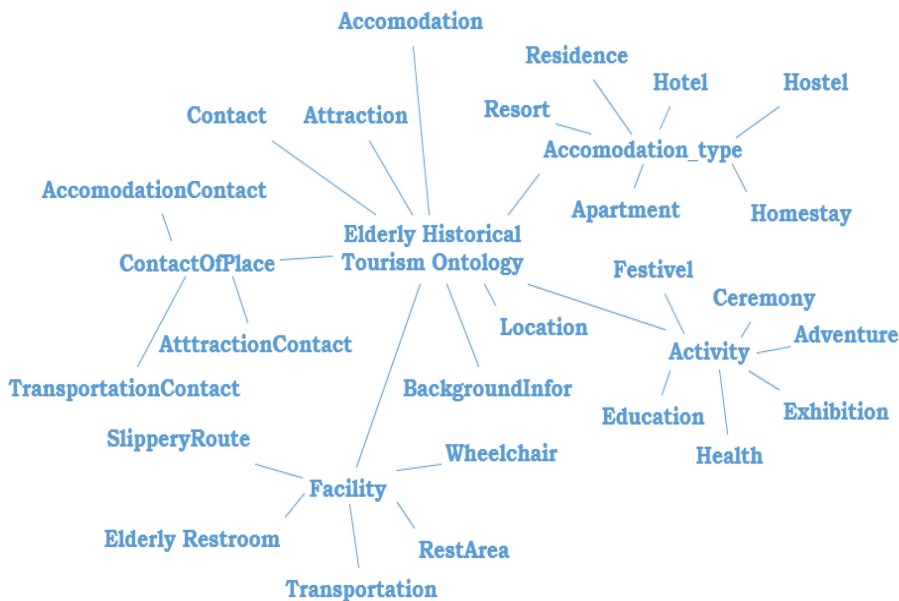 Accomodation
Residence
Hotel
Hostel
Resort
Contact
Attraction
Accomodation_type
AccomodationContact
Apartment
Homestay
Elderly Historical
Tourism Ontology
ContactOfPlace
Festivel
Ceremony
Location
Adventure
AtttractionContact
Activity
TransportationContact
BackgroundInfor
Education
Exhibition
SlipperyRoute
Wheelchair
Health
Facility
Elderly Restroom
RestArea
Transportation